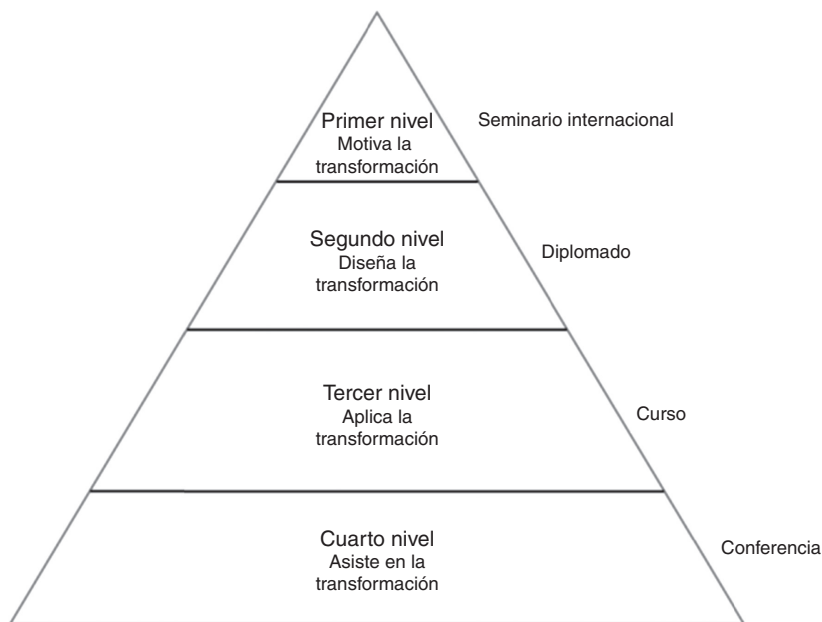 Primer nivel
Motiva la
transformación
Seminario internacional
Segundo nivel
Diseña la
transformación
Diplomado
Tercer nivel
Aplica la
transformación
Curso
Cuarto nivel
Asiste en la
transformación
Conferencia